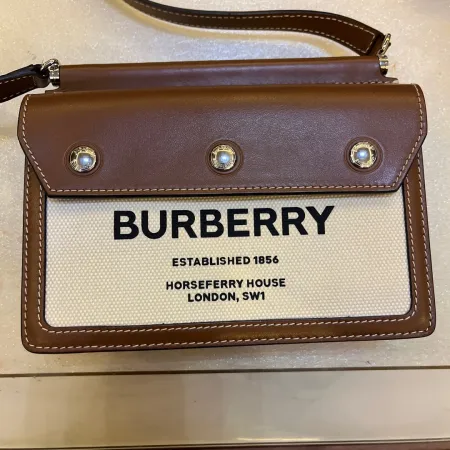 BURBERRY
ESTABLISHED 1856
HORSEFERRY HOUSE
LONDON, SW1